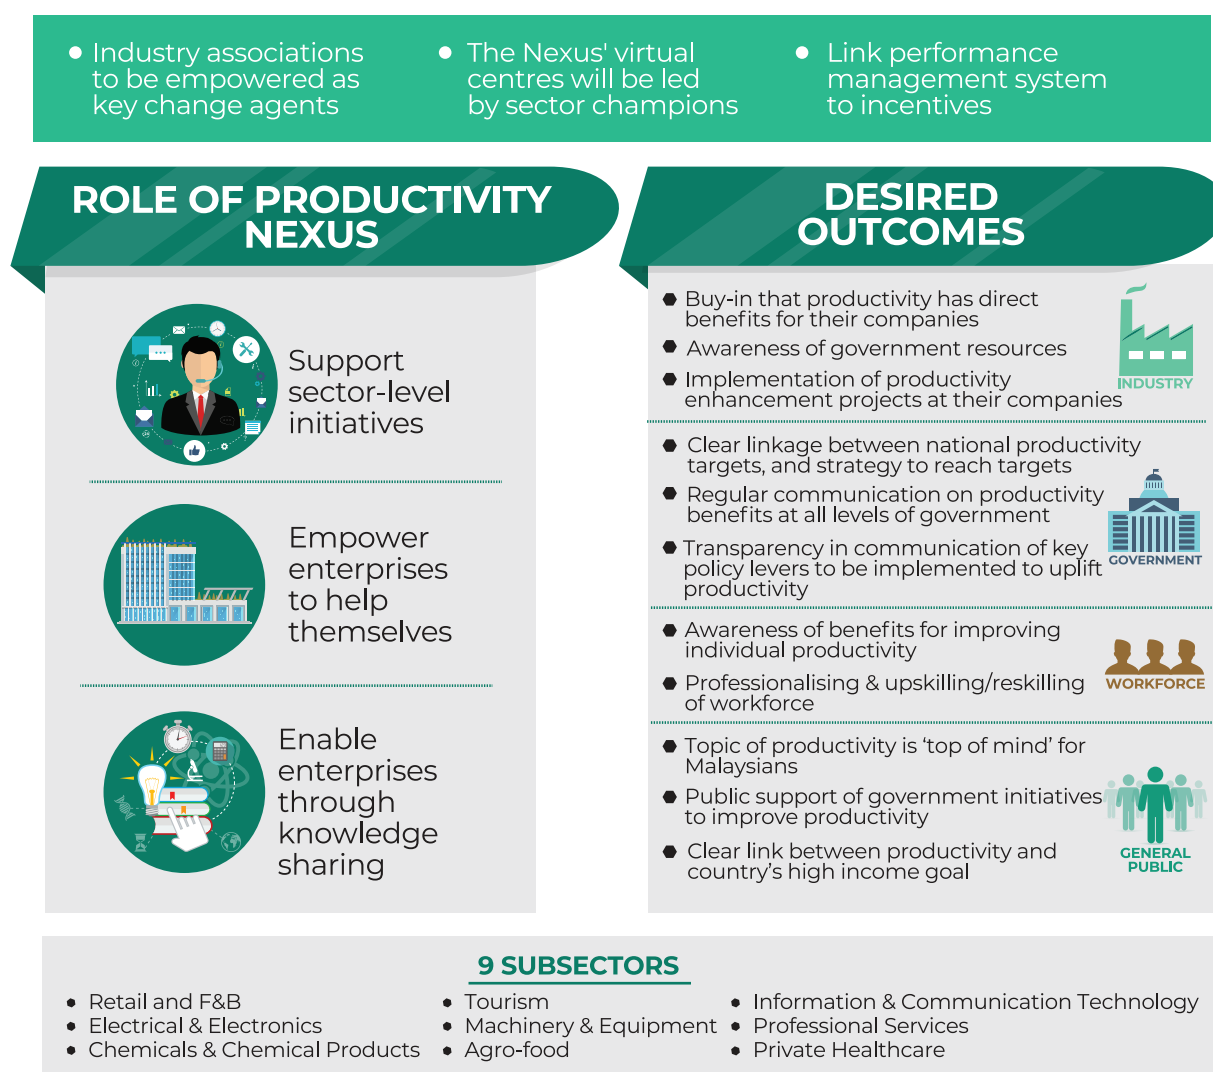 Industry associations
to be empowered as
key change agents
The Nexus' virtual
centres will be led
by sector champions
Link performance
management system
to incentives
ROLE OF PRODUCTIVITY
NEXUS
Support
sector-level
initiatives
Empower
enterprises
to help
themselves
Enable
enterprises
through
knowledge
sharing
DESIRED
OUTCOMES
Buy-in that productivity has direct
benefits for their companies
Awareness of government resources
Implementation of productivity
enhancement projects at their companies
INDUSTRY
Clear linkage between national productivity
targets, and strategy to reach targets
Regular communication on productivity
benefits at all levels of government
Transparency in communication of key
policy levers to be implemented to uplift
productivity
GOVERNMENT
Awareness of benefits for improving
individual productivity
Professionalising & upskilling/reskilling
of workforce
WORKFORCE
Topic of productivity is ‘top of mind’ for
Malaysians
Public support of government initiatives
to improve productivity
Clear link between productivity and
country’s high income goal
GENERAL
PUBLIC
9 SUBSECTORS
Retail and F&B
Electrical & Electronics
Chemicals & Chemical Products
Tourism
Machinery & Equipment
Agro-food
Information & Communication Technology
Professional Services
Private Healthcare